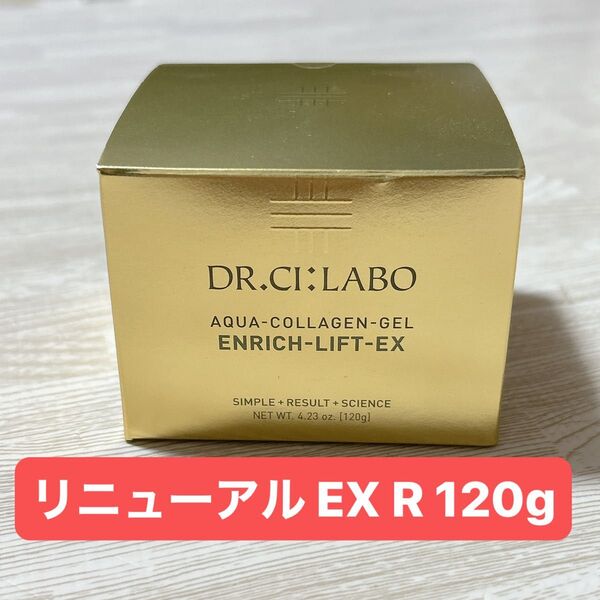 DR.CI:LABO
AQUA-COLLAGEN-GEL
ENRICH-LIFT-EX
SIMPLE+RESULT+SCIENCE
NET WT. 4.23 oz. [120g]
リニューアル EX R 120g